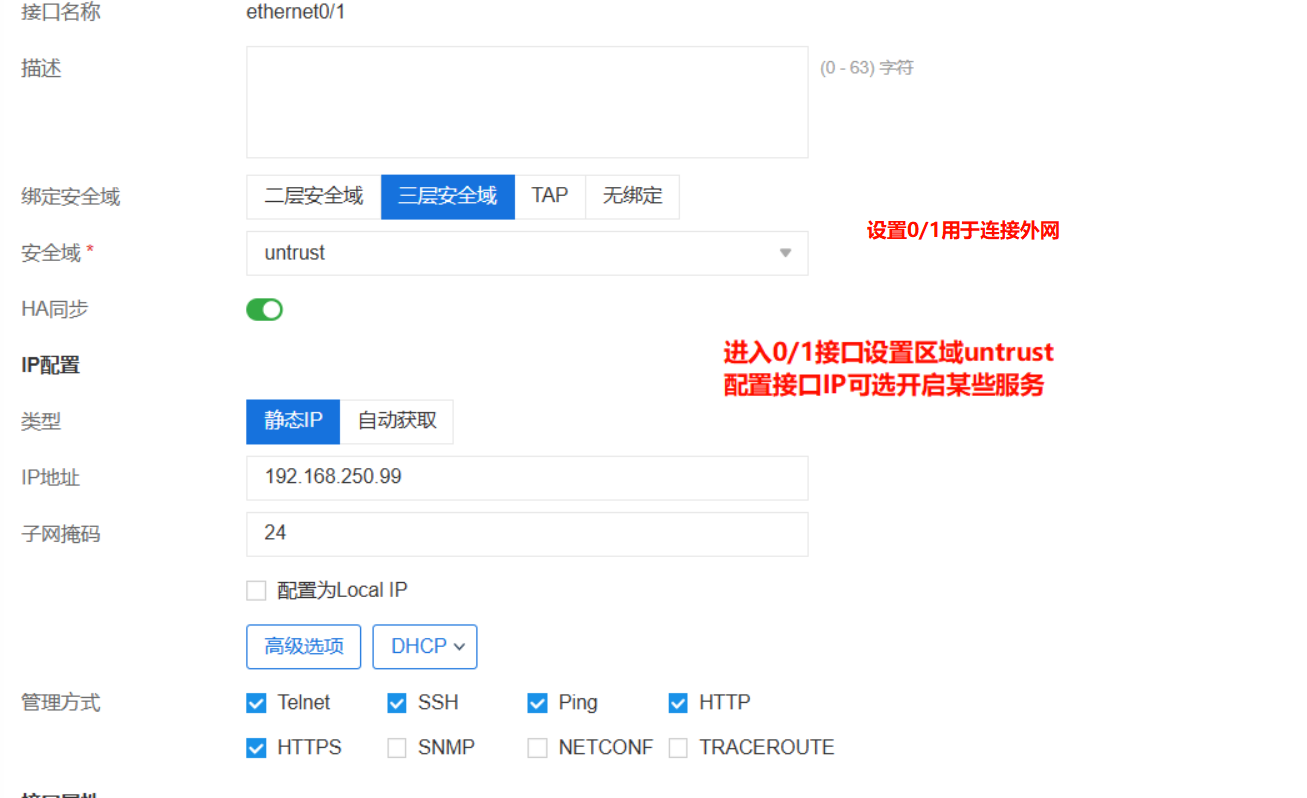 接口名称 ethernet0/1
描述 (0 - 63) 字符
绑定安全域 二层安全域 三层安全域 TAP 无绑定
设置0/1用于连接外网
安全域 * untrust
HA同步
进入0/1接口设置区域untrust
IP配置
配置接口IP可选开启某些服务
类型 静态IP 自动获取
IP地址 192.168.250.99
子网掩码 24
配置为Local IP
高级选项 DHCP
管理方式 Telnet SSH Ping HTTP
HTTPS SNMP NETCONF TRACEROUTE